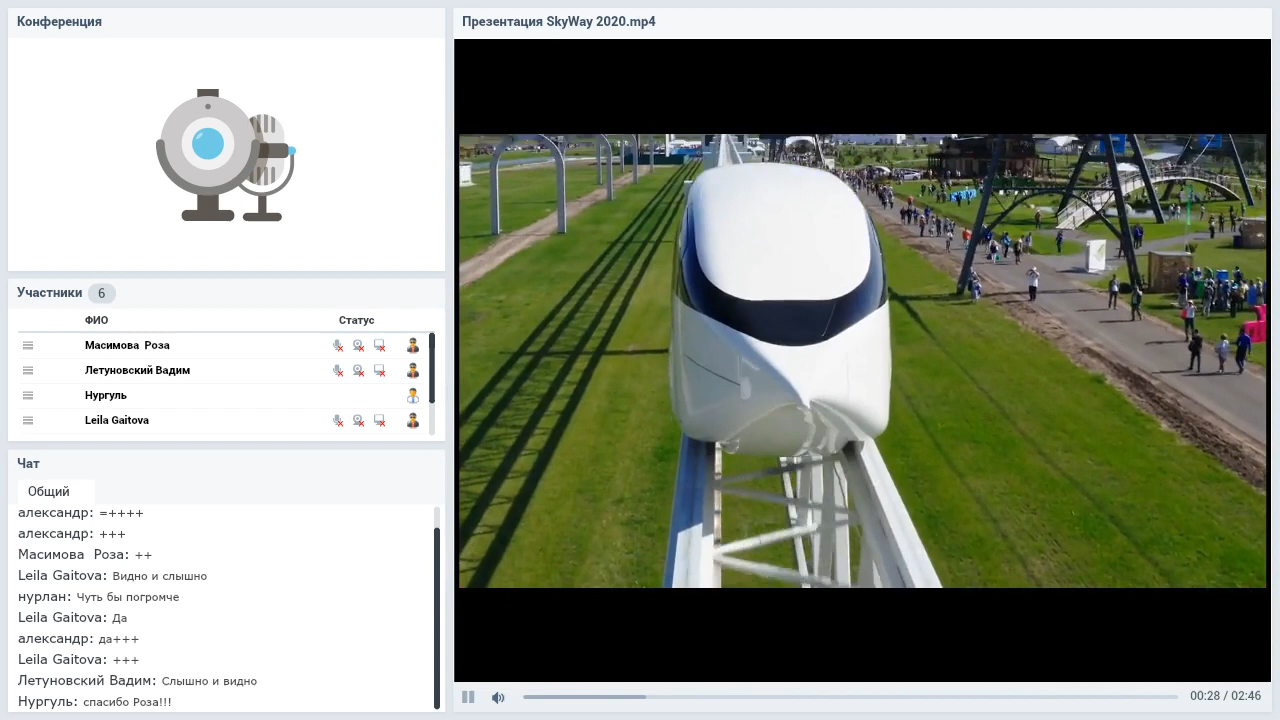 Конференция
Презентация SkyWay 2020.mp4
Участники 6
ФИО Статус
Масимова Роза
Летуновский Вадим
Нургуль
Leila Gaitova
Чат
Общий
александр: =++++
александр: +++
Масимова Роза: ++
Leila Gaitova: Видно и слышно
нурлан: Чуть бы погромче
Leila Gaitova: Да
александр: да+++
Leila Gaitova: +++
Летуновский Вадим: Слышно и видно
Нургуль: спасибо Роза!!!
00:28 / 02:46